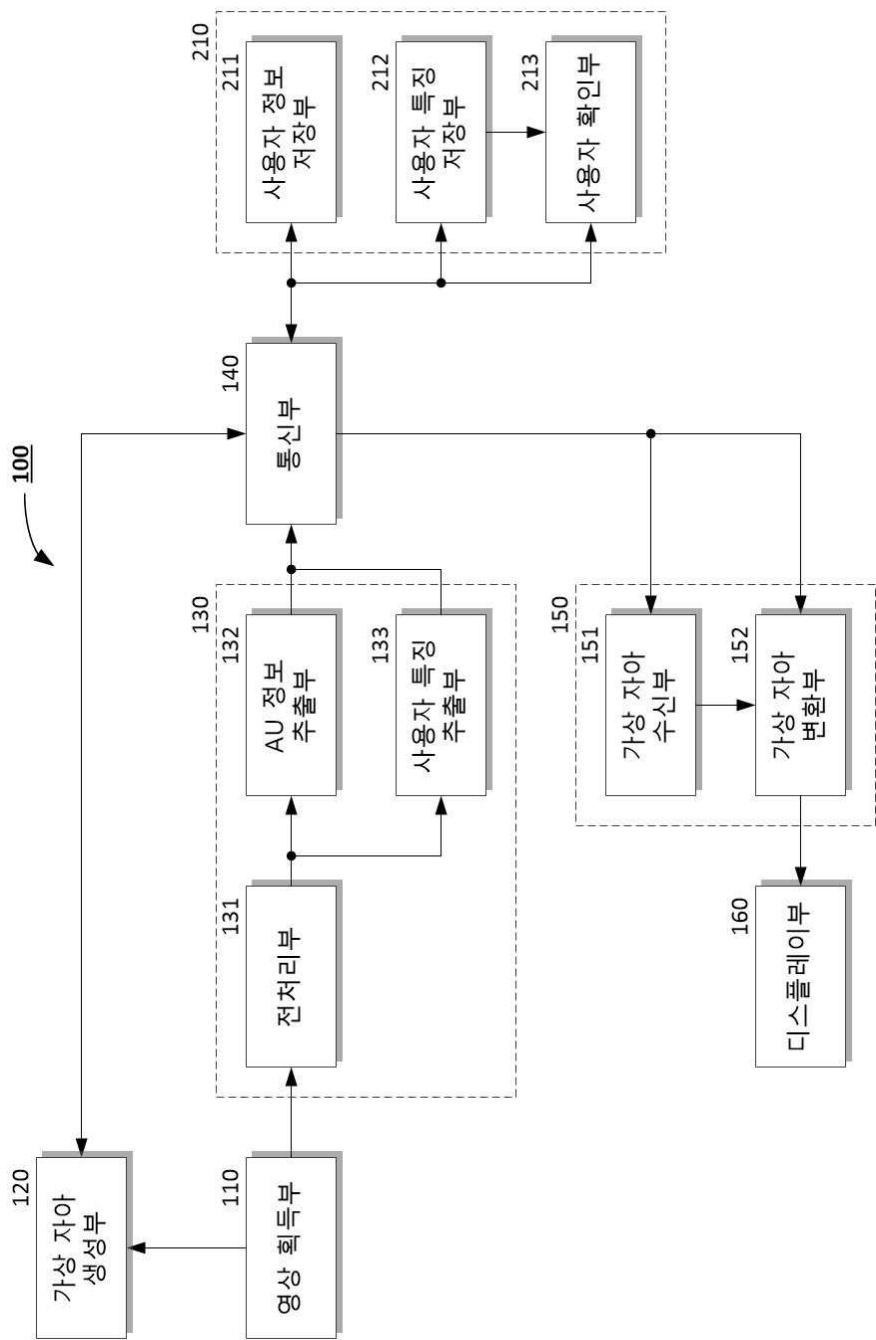 100
120
가상 자아
생성부
110
영상 획득부
130
131
전처리부
132
AU 정보
추출부
133
사용자 특징
추출부
140
통신부
210
211
사용자 정보
저장부
212
사용자 특징
저장부
213
사용자 확인부
150
151
가상 자아
수신부
152
가상 자아
변환부
160
디스플레이부